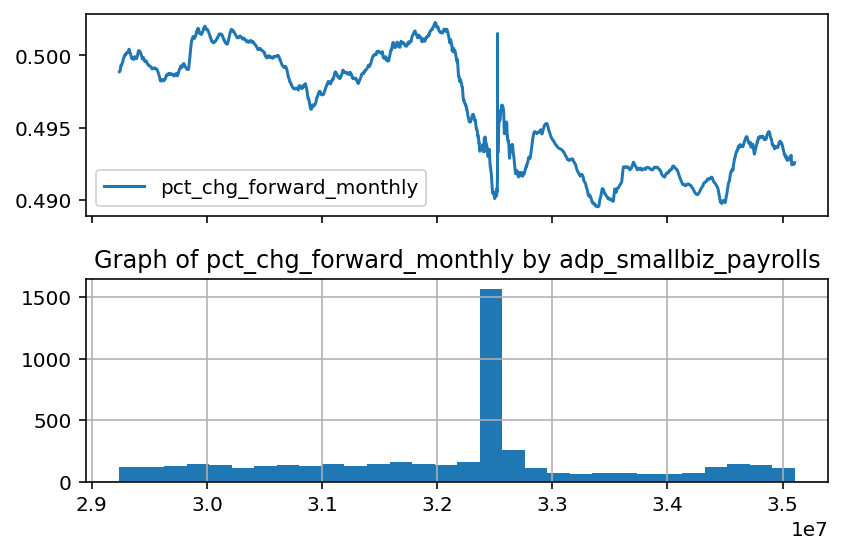 0.500
0.495
0.490
pct_chg_forward_monthly
Graph of pct_chg_forward_monthly by adp_smallbiz_payrolls
1500
1000
500
0
2.9 3.0 3.1 3.2 3.3 3.4 3.5
1e7